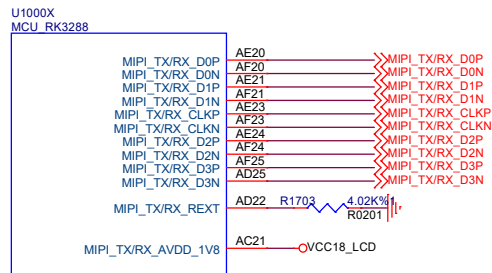 U1000X
MCU_RK3288
MIPI_TX/RX_D0P AE20 MIPI_TX/RX_D0P
MIPI_TX/RX_D0N AF20 MIPI_TX/RX_D0N
MIPI_TX/RX_D1P AE21 MIPI_TX/RX_D1P
MIPI_TX/RX_D1N AF21 MIPI_TX/RX_D1N
MIPI_TX/RX_CLKP AE23 MIPI_TX/RX_CLKP
MIPI_TX/RX_CLKN AF23 MIPI_TX/RX_CLKN
MIPI_TX/RX_D2P AE24 MIPI_TX/RX_D2P
MIPI_TX/RX_D2N AF24 MIPI_TX/RX_D2N
MIPI_TX/RX_D3P AF25 MIPI_TX/RX_D3P
MIPI_TX/RX_D3N AD25 MIPI_TX/RX_D3N
MIPI_TX/RX_REXT AD22 R1703 4.02K%1
R0201
MIPI_TX/RX_AVDD_1V8 AC21 VCC18_LCD